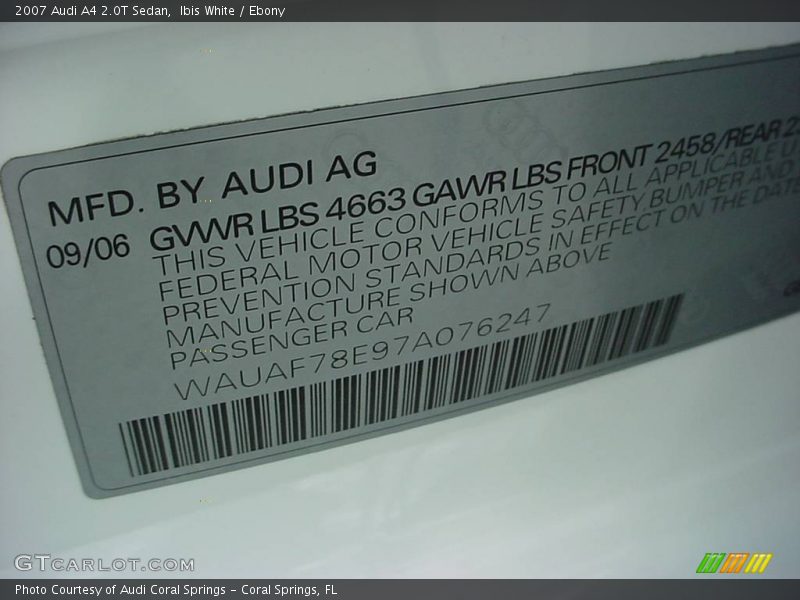 2007 Audi A4 2.0T Sedan,  Ibis White / Ebony
MFD. BY AUDI AG
09/06 GVWR LBS 4663 GAWR LBS FRONT 2458/REAR
THIS VEHICLE CONFORMS TO ALL APPLICABLE
FEDERAL MOTOR VEHICLE SAFETY BUMPER AND
PREVENTION STANDARDS IN EFFECT ON THE DATE
MANUFACTURE SHOWN ABOVE
PASSENGER CAR
WAUAF78E97A076247
GTCARLOT.COM
Photo Courtesy of Audi Coral Springs - Coral Springs, FL